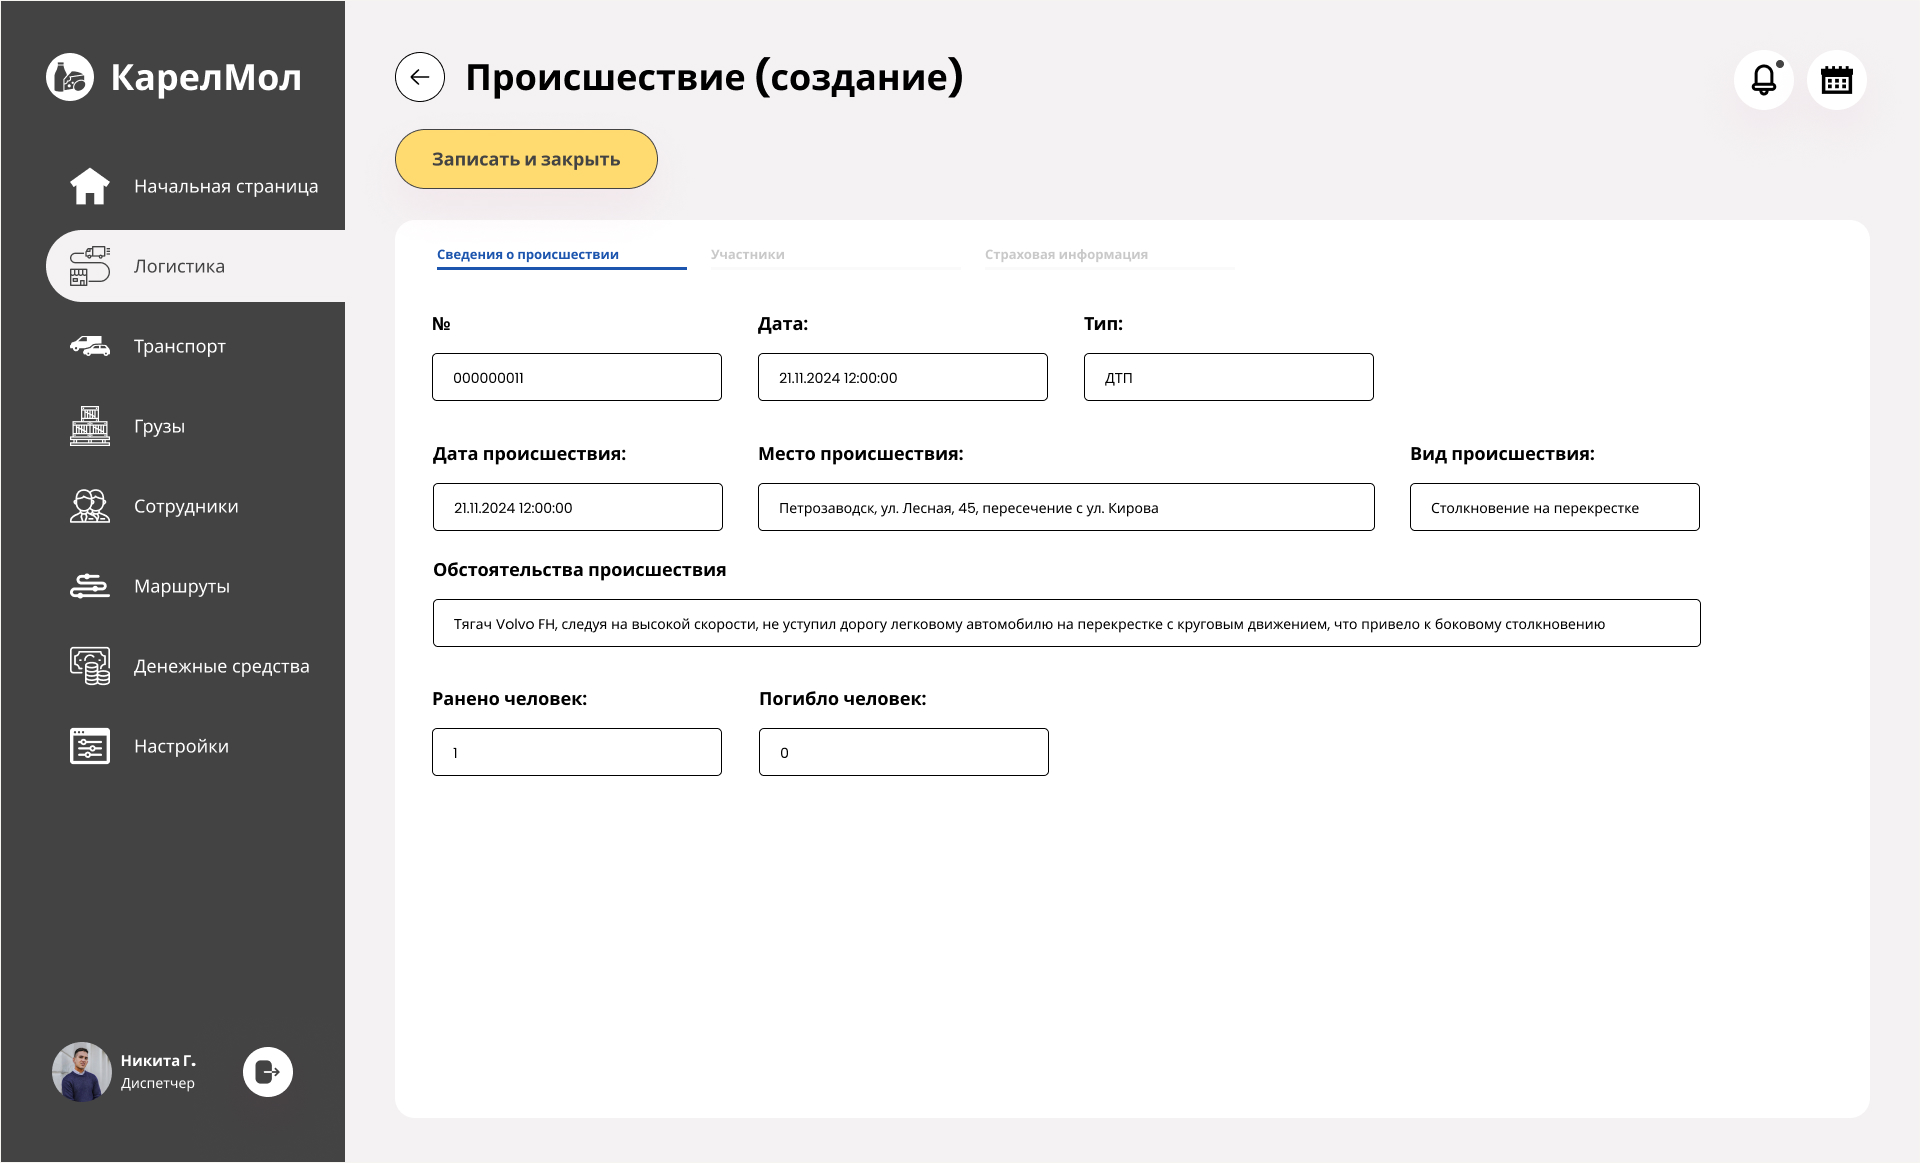 КарелМол
Начальная страница
Логистика
Транспорт
Грузы
Сотрудники
Маршруты
Денежные средства
Настройки
Никита Г.
Диспетчер
Происшествие (создание)
Записать и закрыть
Сведения о происшествии
Участники
Страховая информация
№
Дата:
Тип:
000000011
21.11.2024 12:00:00
ДТП
Дата происшествия:
Место происшествия:
Вид происшествия:
21.11.2024 12:00:00
Петрозаводск, ул. Лесная, 45, пересечение с ул. Кирова
Столкновение на перекрестке
Обстоятельства происшествия
Тягач Volvo FH, следуя на высокой скорости, не уступил дорогу легковому автомобилю на перекрестке с круговым движением, что привело к боковому столкновению
Ранено человек:
Погибло человек:
1
0